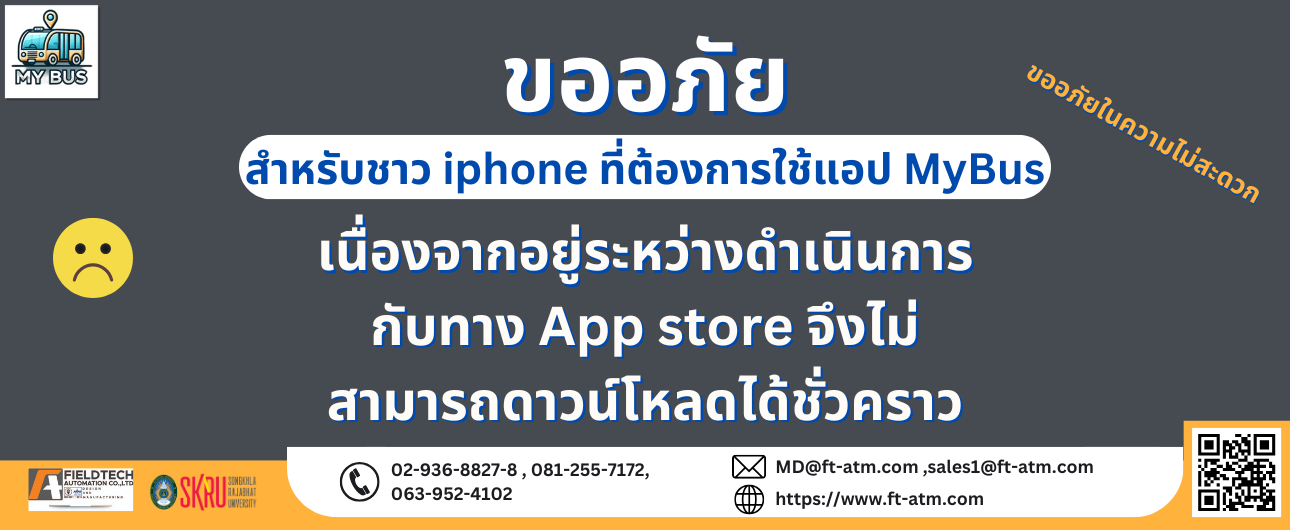 MY BUS
ขออภัย
ขออภัยในความไม่สะดวก
สำหรับชาว iphone ที่ต้องการใช้แอป MyBus
เนื่องจากอยู่ระหว่างดำเนินการ
กับทาง App store จึงไม่
สามารถดาวน์โหลดได้ชั่วคราว
FIELDTECH
AUTOMATION CO.,LTD
DESIGN
AND
MANUFACTURING
SKRU
SONGKHLA
RAJABHAT
UNIVERSITY
02-936-8827-8 , 081-255-7172,
063-952-4102
MD@ft-atm.com ,sales1@ft-atm.com
https://www.ft-atm.com